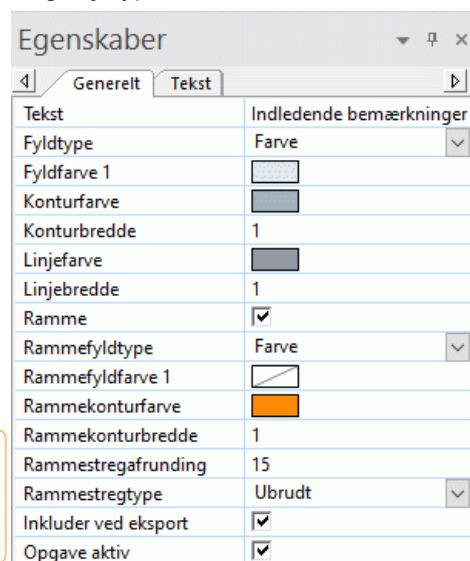 Egenskaber
Generelt Tekst
Tekst Indledende bemærkninger
Fyldtype Farve
Fyldfarve 1
Konturfarve
Konturbredde 1
Linjefarve
Linjebredde 1
Ramme
Rammefyldtype Farve
Rammefyldfarve 1
Rammekonturfarve
Rammekonturbredde 1
Rammestregafrunding 15
Rammestregtype Ubrudt
Inkluder ved eksport
Opgave aktiv